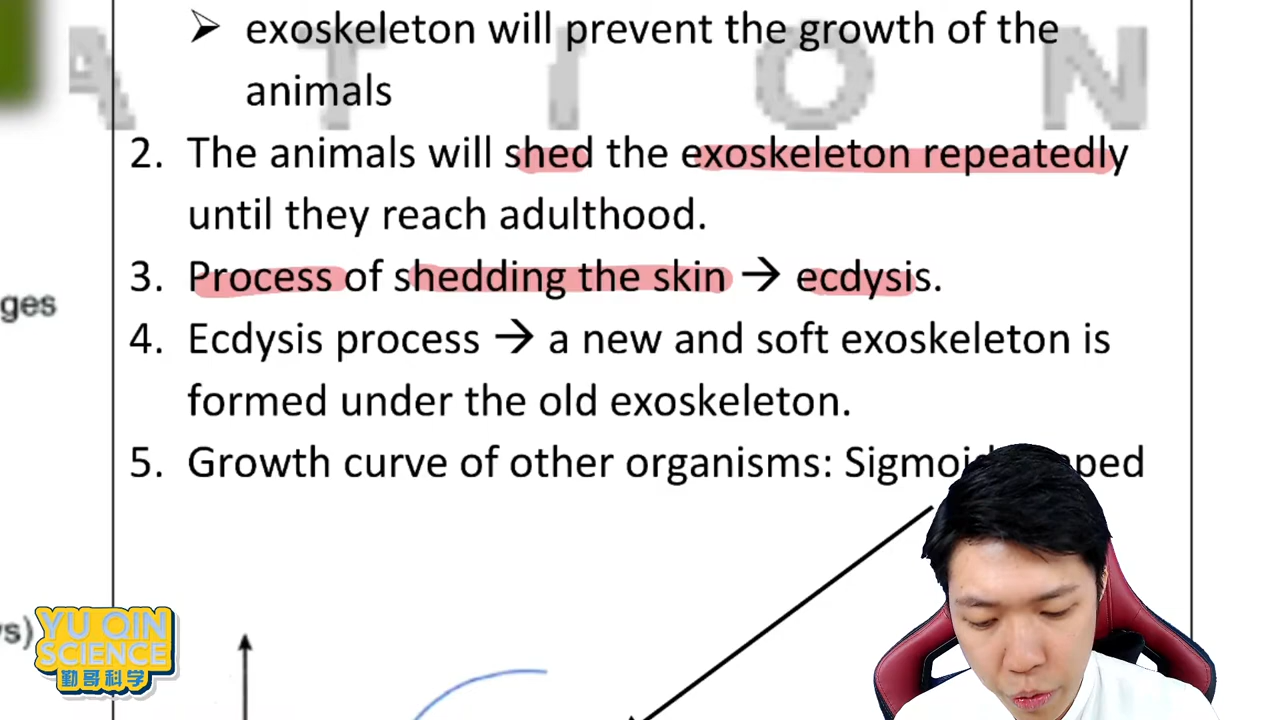 ➤ exoskeleton will prevent the growth of the
animals
A T I O N
2. The animals will shed the exoskeleton repeatedly
until they reach adulthood.
3. Process of shedding the skin → ecdysis.
ges
4. Ecdysis process → a new and soft exoskeleton is
formed under the old exoskeleton.
5. Growth curve of other organisms: Sigmoid
YU QIN
SCIENCE
勤哥科学